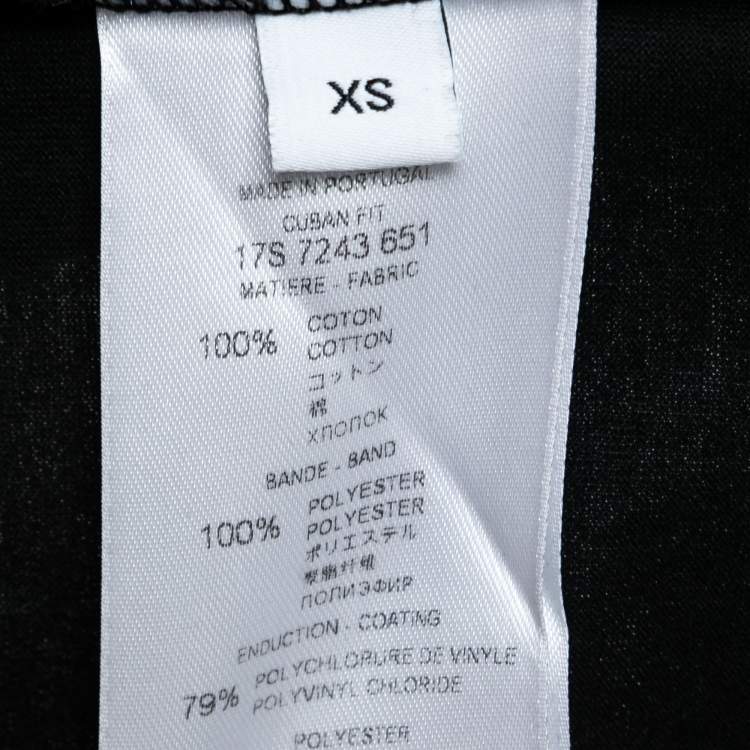 XS
MADE IN PORTUGAL
CUBAN FIT
17S 7243 651
MATIERE - FABRIC
100% COTON
COTTON
コットン
棉
ХЛОПОК
BANDE - BAND
100% POLYESTER
POLYESTER
ポリエステル
聚脂纤维
ПОЛИЭФИР
ENDUCTION - COATING
79% POLYCHLORURE DE VINYLE
POLYVINYL CHLORIDE
POLYESTER